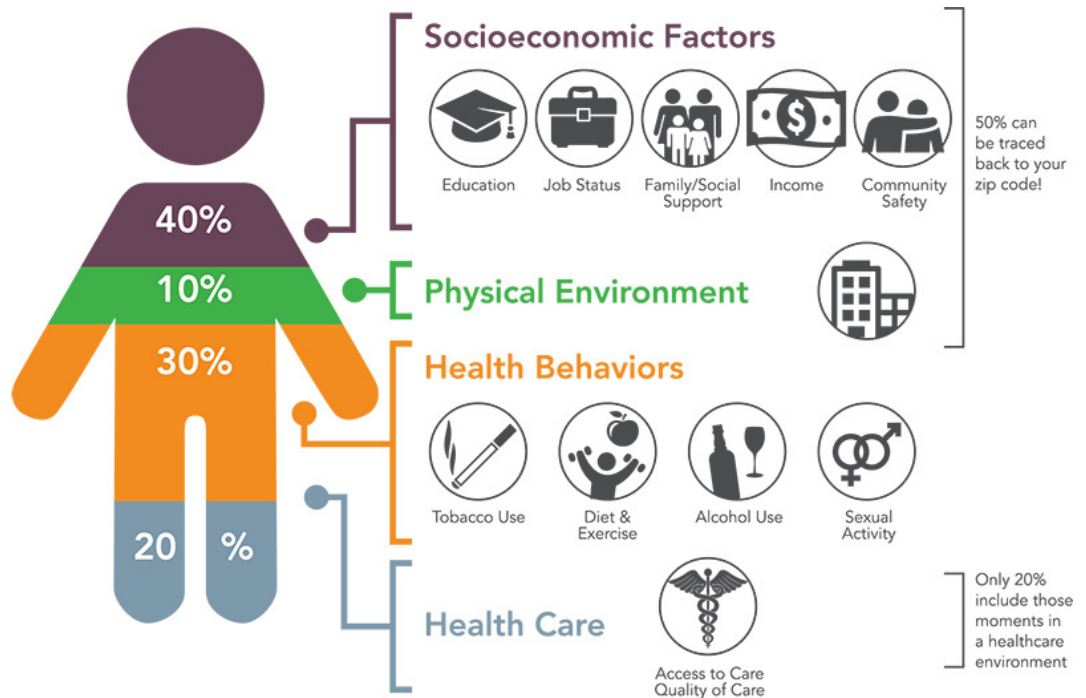 Socioeconomic Factors
Education
Job Status
Family/Social
Support
Income
Community
Safety
50% can
be traced
back to your
zip code!
40%
10%
Physical Environment
30%
Health Behaviors
Tobacco Use
Diet &
Exercise
Alcohol Use
Sexual
Activity
20 %
Health Care
Access to Care
Quality of Care
Only 20%
include those
moments in
a healthcare
environment